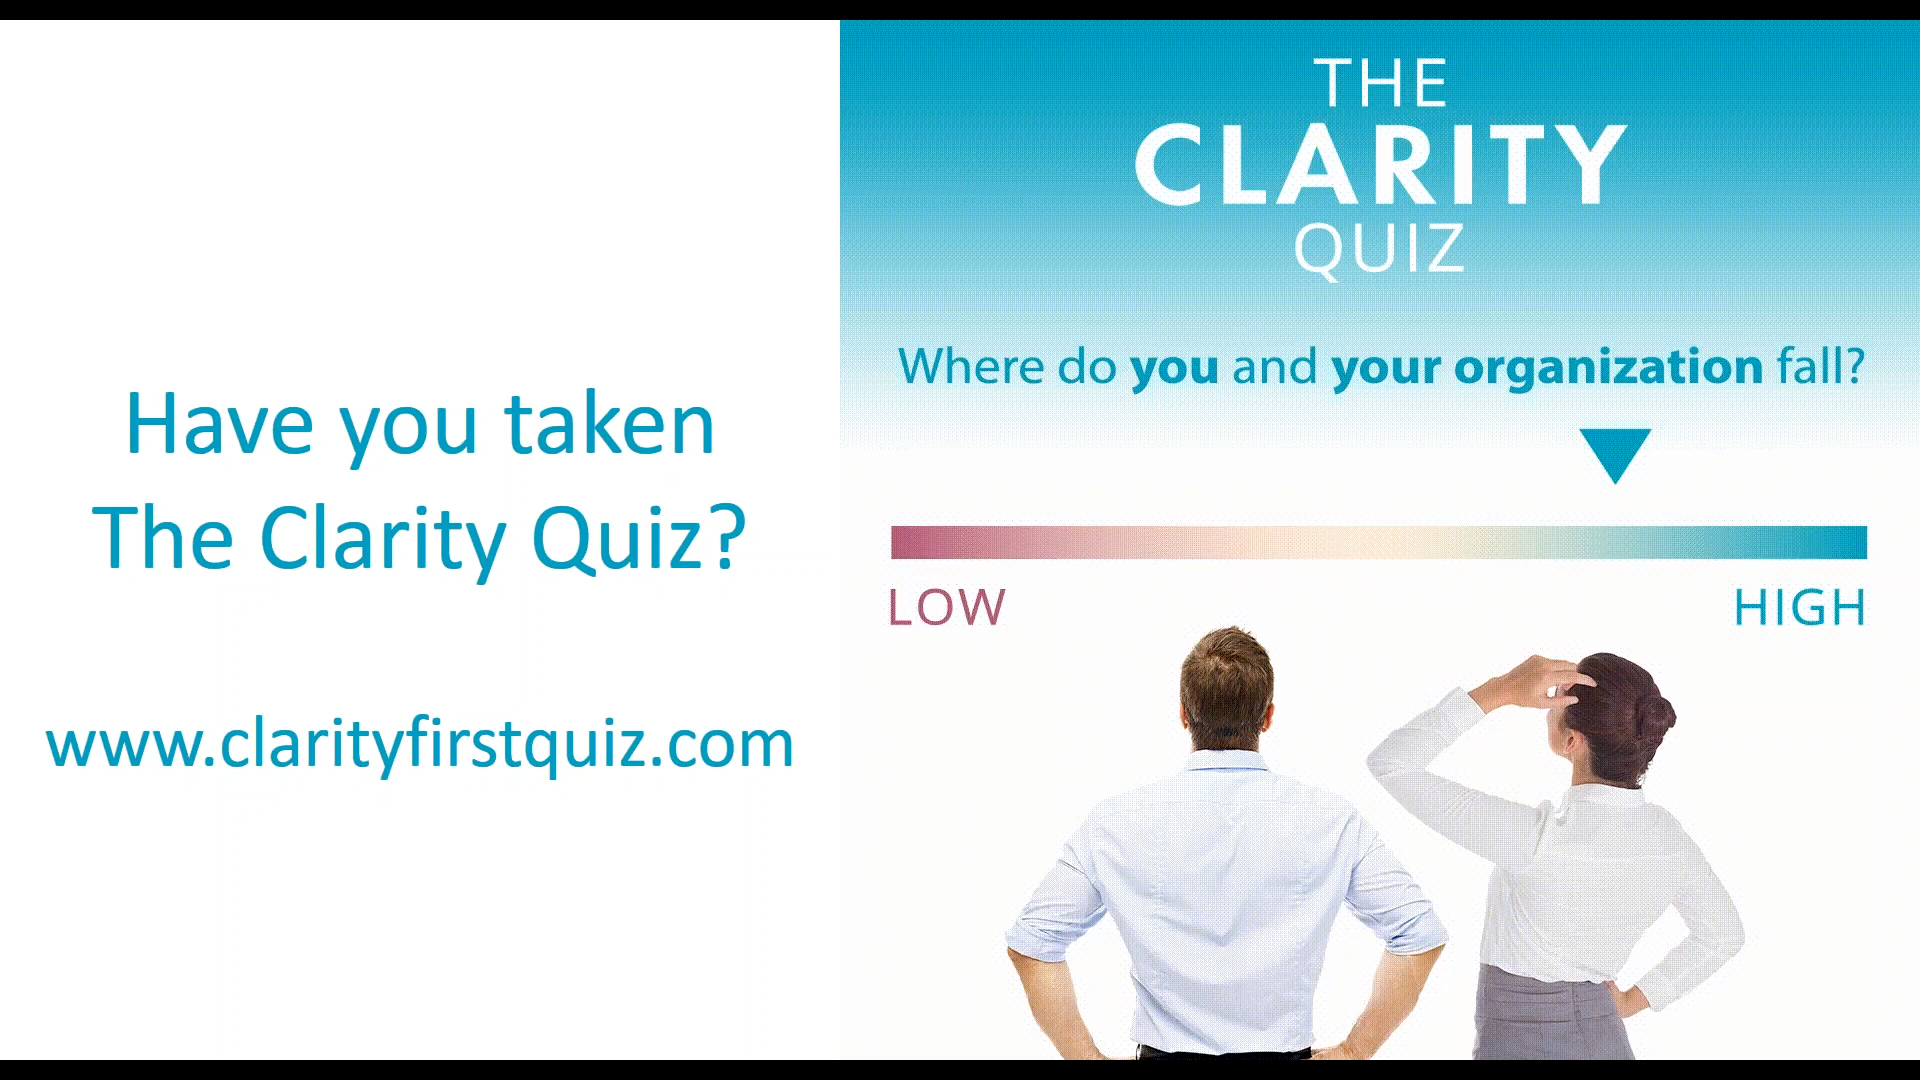 Have you taken
The Clarity Quiz?
www.clarityfirstquiz.com
THE
CLARITY
QUIZ
Where do you and your organization fall?
LOW
HIGH